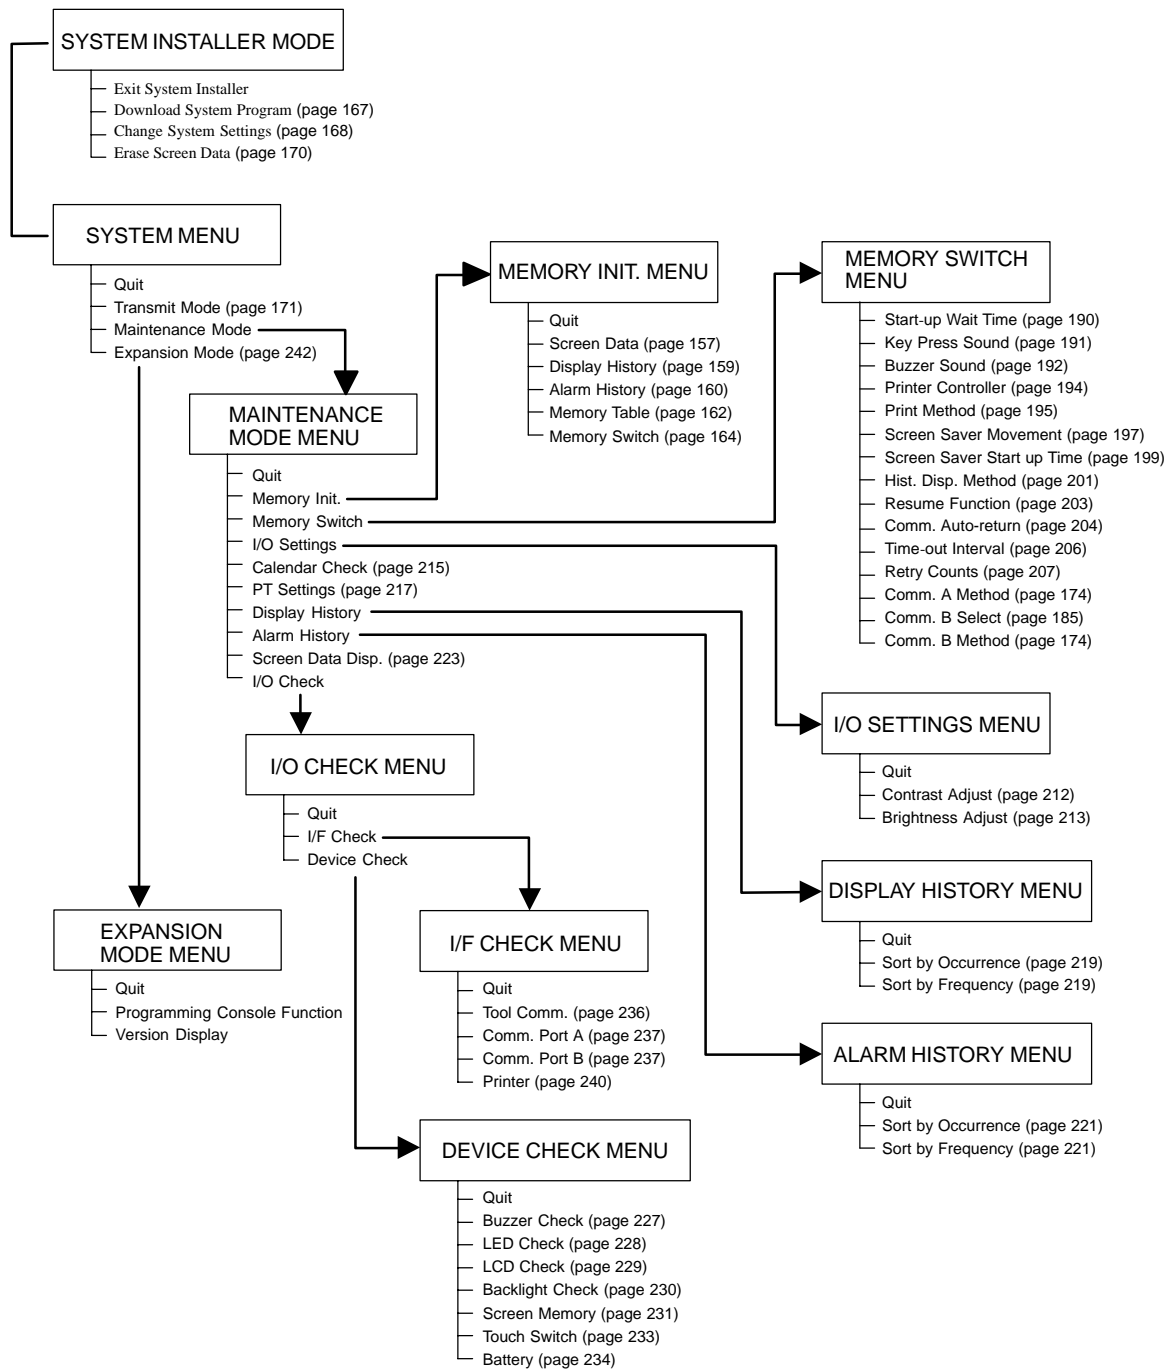 SYSTEM INSTALLER MODE
Exit System Installer
Download System Program (page 167)
Change System Settings (page 168)
Erase Screen Data (page 170)
SYSTEM MENU
Quit
Transmit Mode (page 171)
Maintenance Mode
Expansion Mode (page 242)
MAINTENANCE
MODE MENU
Quit
Memory Init.
Memory Switch
I/O Settings
Calendar Check (page 215)
PT Settings (page 217)
Display History
Alarm History
Screen Data Disp. (page 223)
I/O Check
MEMORY INIT. MENU
Quit
Screen Data (page 157)
Display History (page 159)
Alarm History (page 160)
Memory Table (page 162)
Memory Switch (page 164)
MEMORY SWITCH
MENU
Start-up Wait Time (page 190)
Key Press Sound (page 191)
Buzzer Sound (page 192)
Printer Controller (page 194)
Print Method (page 195)
Screen Saver Movement (page 197)
Screen Saver Start up Time (page 199)
Hist. Disp. Method (page 201)
Resume Function (page 203)
Comm. Auto-return (page 204)
Time-out Interval (page 206)
Retry Counts (page 207)
Comm. A Method (page 174)
Comm. B Select (page 185)
Comm. B Method (page 174)
I/O SETTINGS MENU
Quit
Contrast Adjust (page 212)
Brightness Adjust (page 213)
I/O CHECK MENU
Quit
I/F Check
Device Check
DISPLAY HISTORY MENU
Quit
Sort by Occurrence (page 219)
Sort by Frequency (page 219)
EXPANSION
MODE MENU
Quit
Programming Console Function
Version Display
I/F CHECK MENU
Quit
Tool Comm. (page 236)
Comm. Port A (page 237)
Comm. Port B (page 237)
Printer (page 240)
ALARM HISTORY MENU
Quit
Sort by Occurrence (page 221)
Sort by Frequency (page 221)
DEVICE CHECK MENU
Quit
Buzzer Check (page 227)
LED Check (page 228)
LCD Check (page 229)
Backlight Check (page 230)
Screen Memory (page 231)
Touch Switch (page 233)
Battery (page 234)